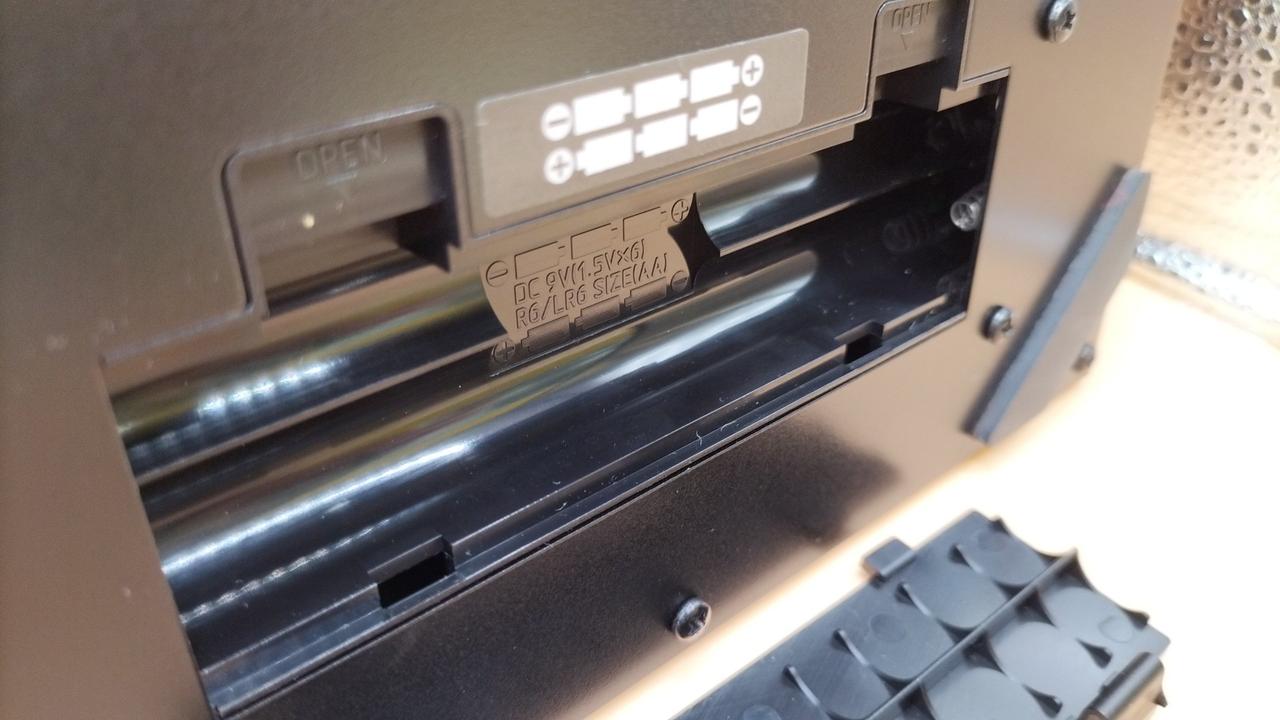 OPEN
OPEN
DC 9V(1.5V×6)
R6/LR6 SIZE(AA)